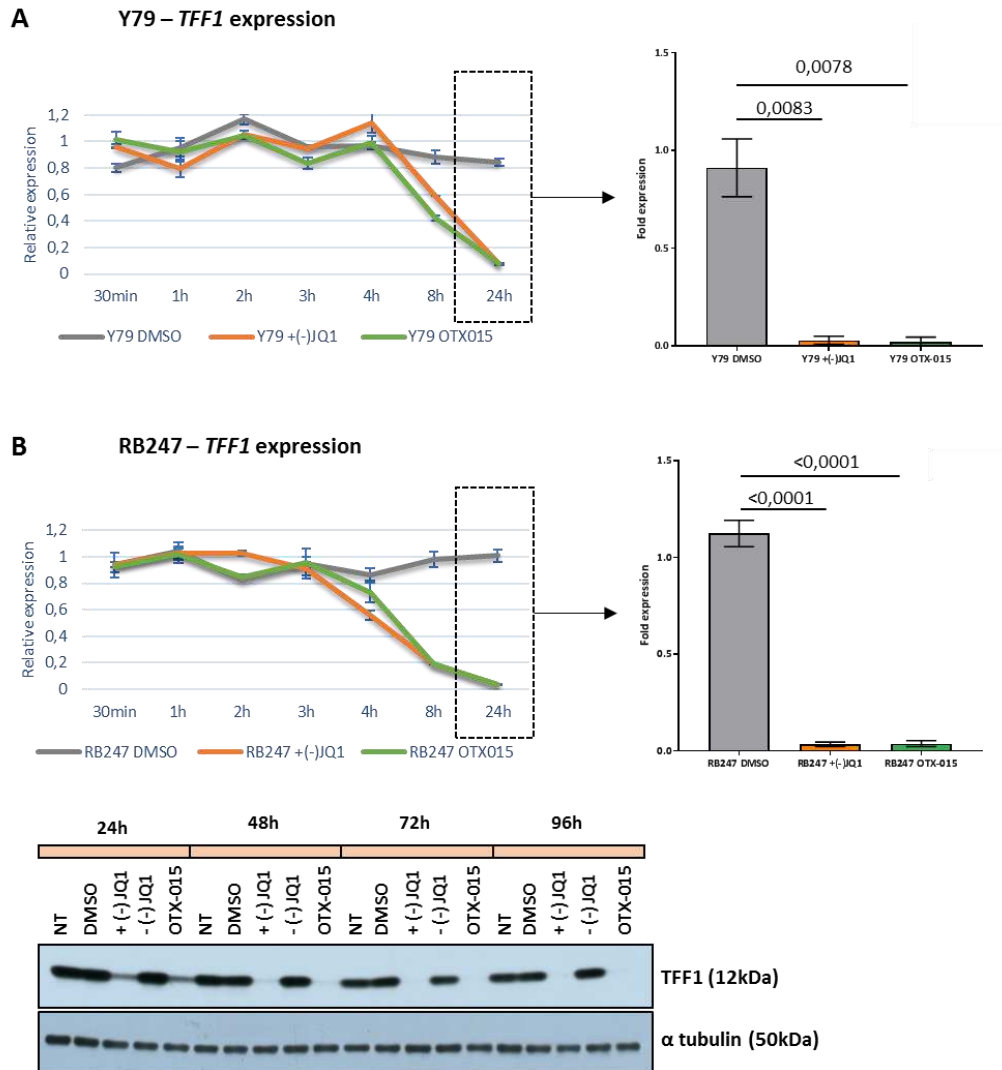 A
Y79 – TFF1 expression
Relative expression
1,2
1
0,8
0,6
0,4
0,2
0
30min 1h 2h 3h 4h 8h 24h
Y79 DMSO Y79 +(-)JQ1 Y79 OTX015
Fold expression
1.5
1.0
0.5
0.0
0,0078
0,0083
Y79 DMSO Y79 +(-)JQ1 Y79 OTX-015
B
RB247 – TFF1 expression
Relative expression
1,2
1
0,8
0,6
0,4
0,2
0
30min 1h 2h 3h 4h 8h 24h
RB247 DMSO RB247 +(-)JQ1 RB247 OTX015
Fold expression
1.5
1.0
0.5
0.0
<0,0001
<0,0001
RB247 DMSO RB247 +(-)JQ1 RB247 OTX-015
24h 48h 72h 96h
NT DMSO + (-) JQ1 - (-) JQ1 OTX-015 NT DMSO + (-) JQ1 - (-) JQ1 OTX-015 NT DMSO + (-) JQ1 - (-) JQ1 OTX-015 NT DMSO + (-) JQ1 - (-) JQ1 OTX-015
TFF1 (12kDa)
α tubulin (50kDa)